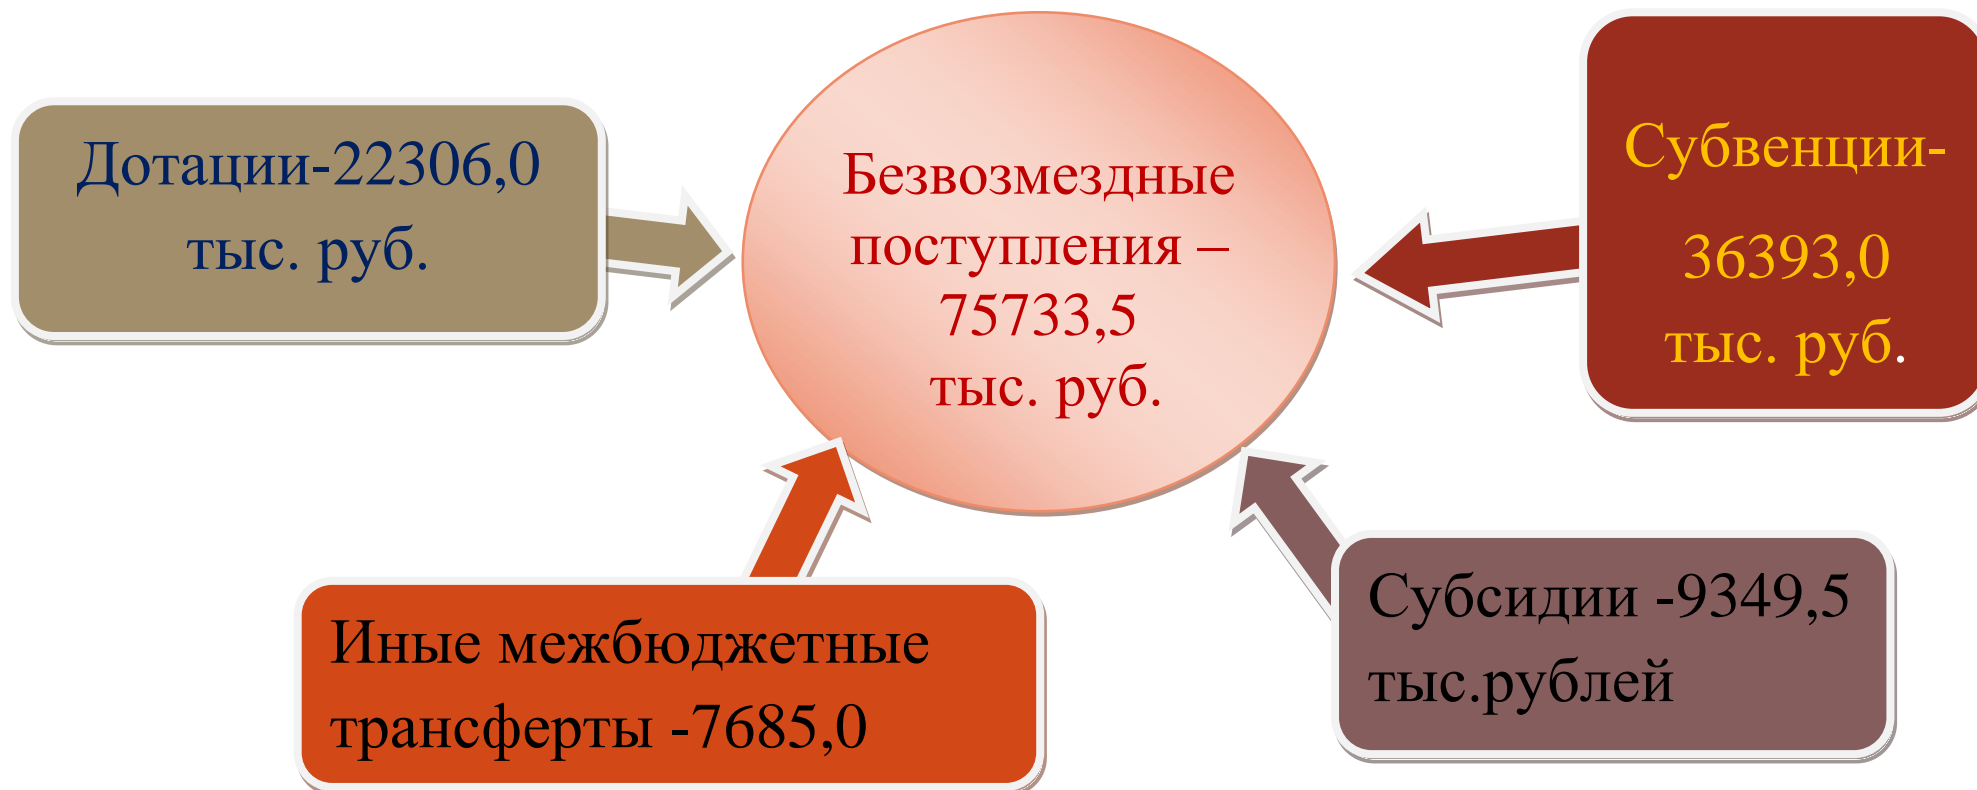 Дотации-22306,0
тыс. руб.
Безвозмездные
поступления –
75733,5
тыс. руб.
Субвенции-
36393,0
тыс. руб.
Иные межбюджетные
трансферты -7685,0
Субсидии -9349,5
тыс.рублей